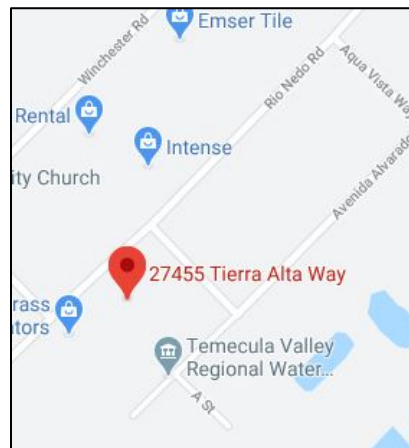 Emser Tile
Winchester Rd
Rio Nedo Rd
Aqua Vista Way
Rental
Intense
ity Church
Avenida Alvarado
27455 Tierra Alta Way
rass
ators
Temecula Valley
Regional Water...
A St